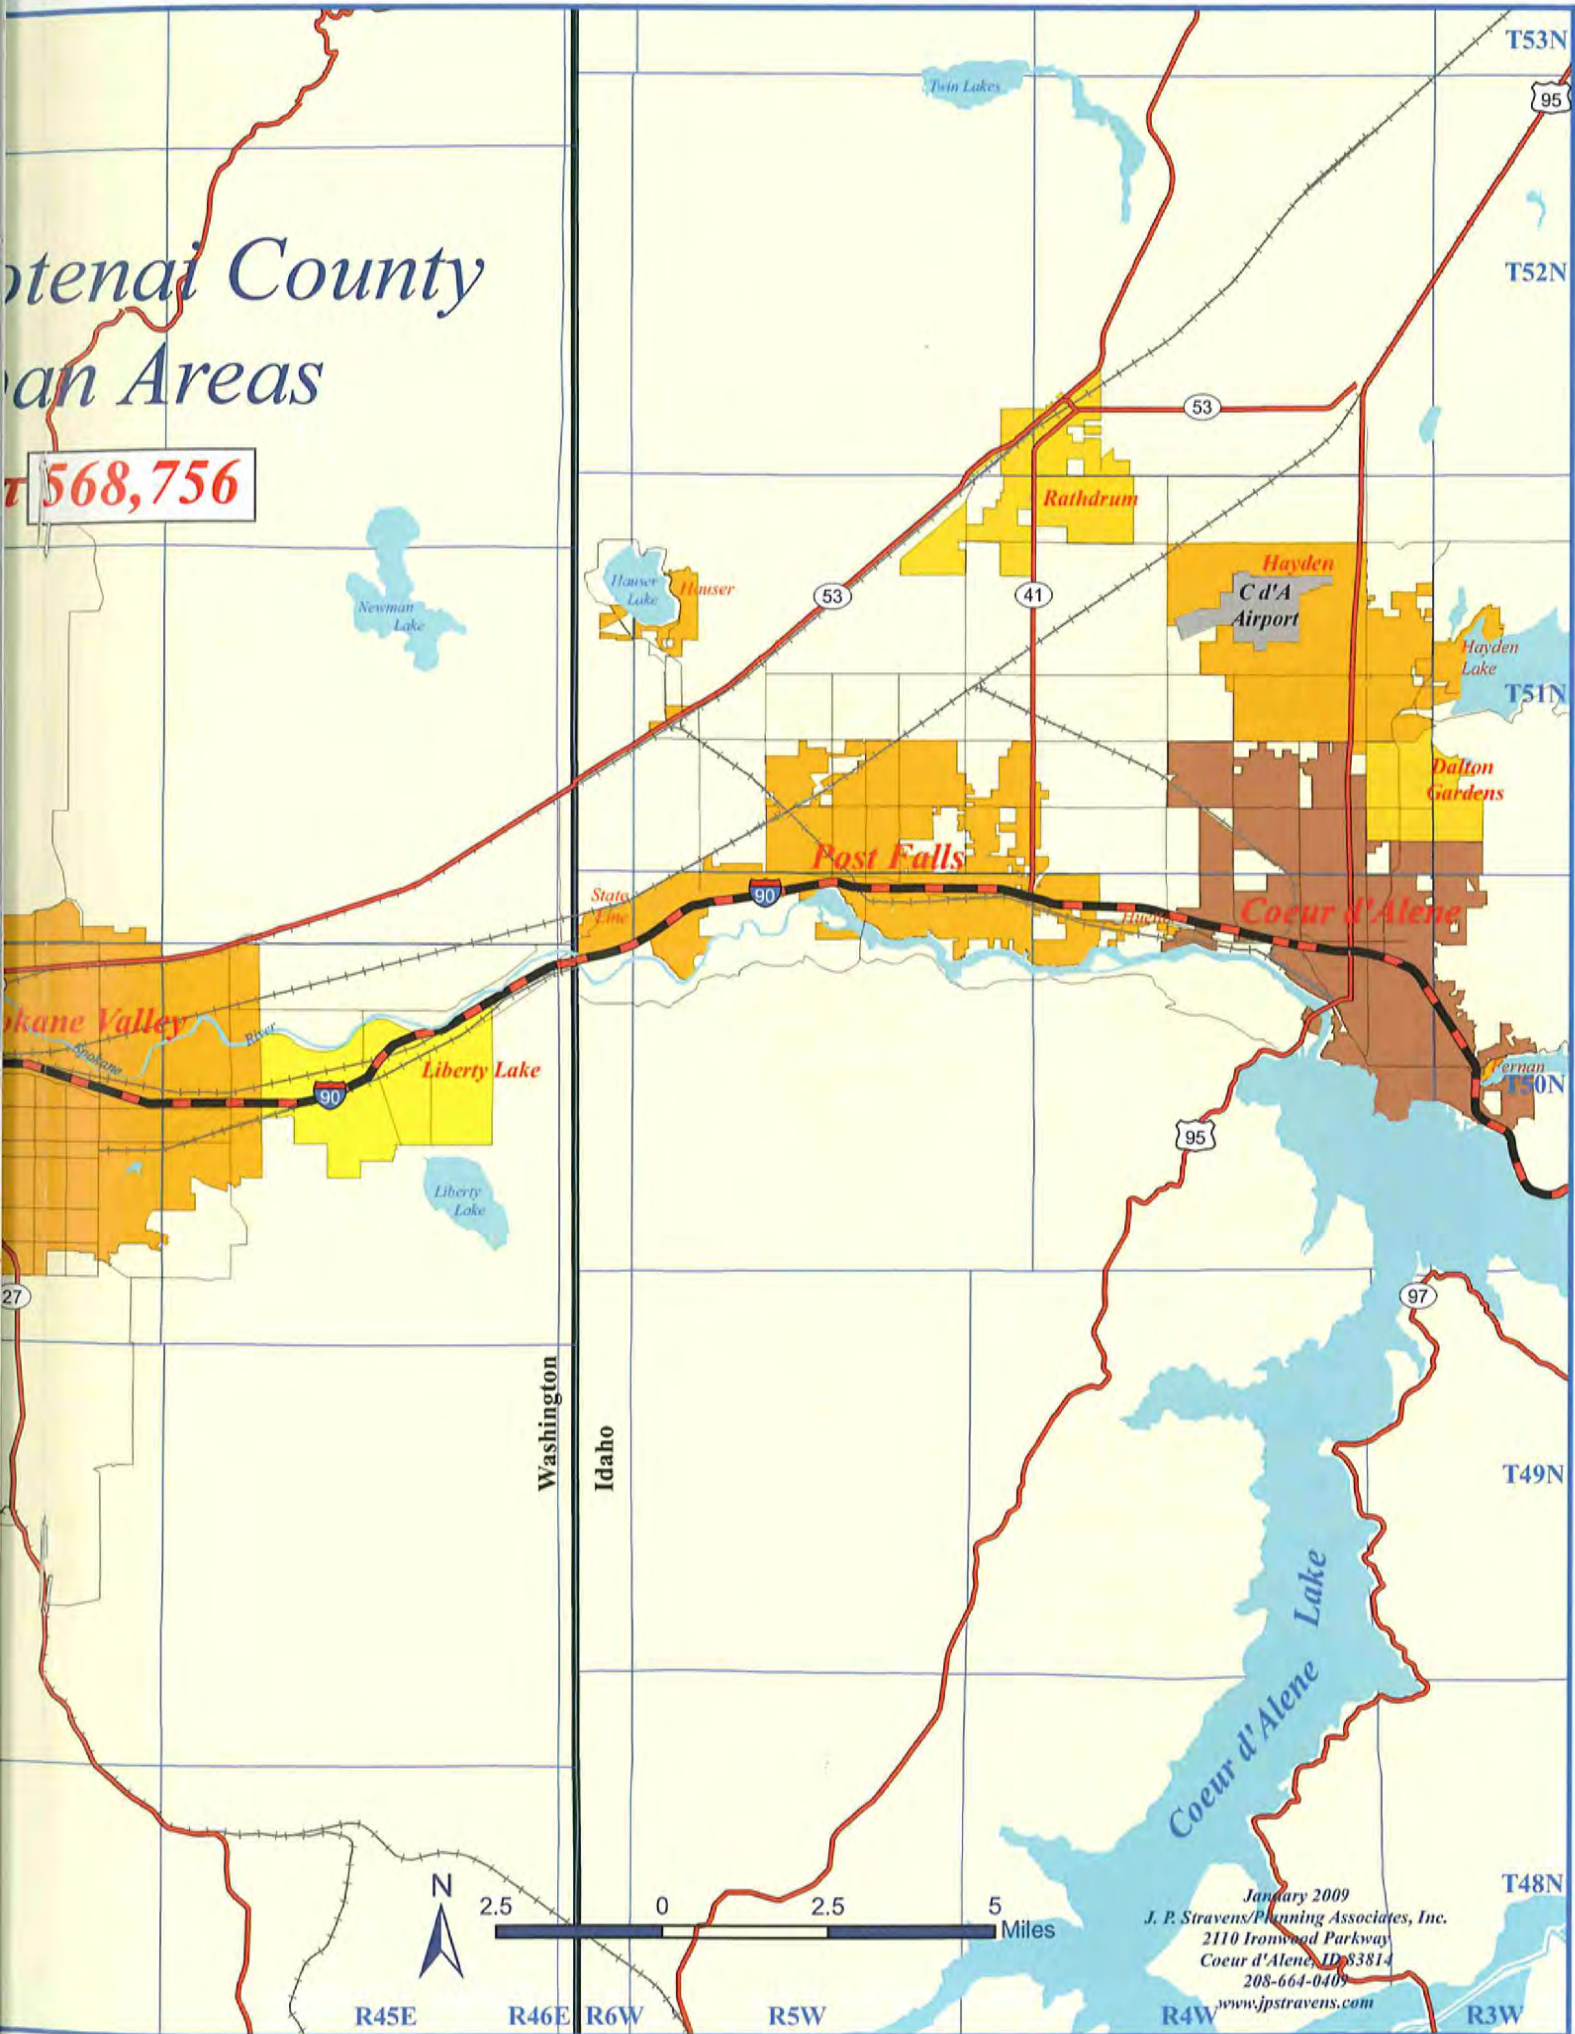 T53N
95
Twin Lakes
T52N
otenai County
an Areas
53
568,756
Rathdrum
Hayden
C d'A
Airport
Hauser
Lake
Hauser
53
41
Newman
Lake
Hayden
Lake
T51N
Dalton
Gardens
Post Falls
90
State
Line
Coeur d'Alene
kane Valley
River
Spokane
Liberty Lake
90
Fernan
T50N
95
Liberty
Lake
27
97
Washington
Idaho
T49N
Coeur d'Alene Lake
T48N
N
2.5 0 2.5 5
Miles
January 2009
J. P. Stravens/Planning Associates, Inc.
2110 Ironwood Parkway
Coeur d'Alene, ID 83814
208-664-0409
www.jpstravens.com
R45E R46E R6W R5W R4W R3W